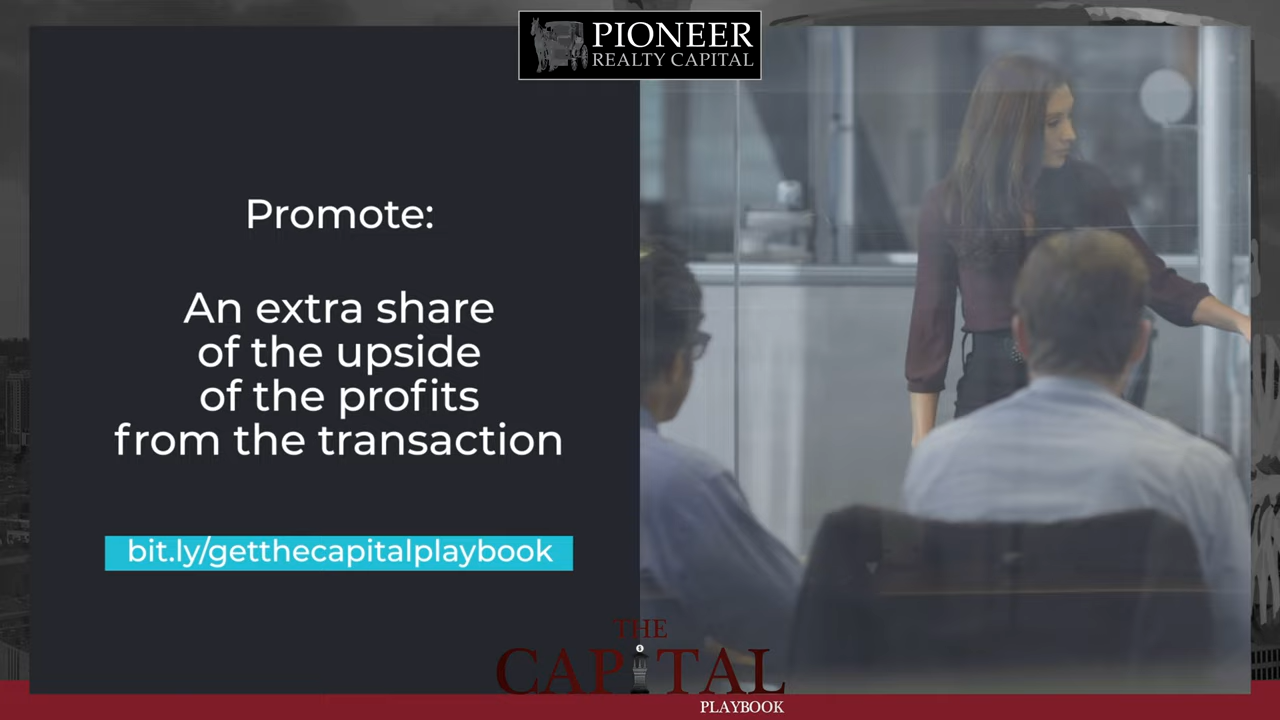 PIONEER
REALTY CAPITAL
Promote:
An extra share
of the upside
of the profits
from the transaction
bit.ly/getthecapitalplaybook
THE
CAPITAL
PLAYBOOK